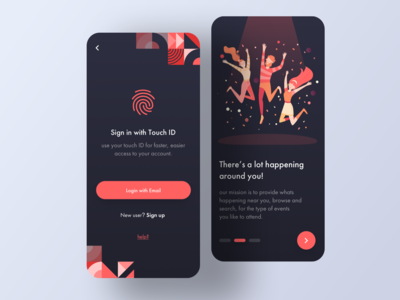 Sign in with Touch ID
use your touch ID for faster, easier
access to your account.
Login with Email
New user? Sign up
There's a lot happening
around you!
our mission is to provide whats
happening near you, browse and
search, for the type of events
you like to attend.